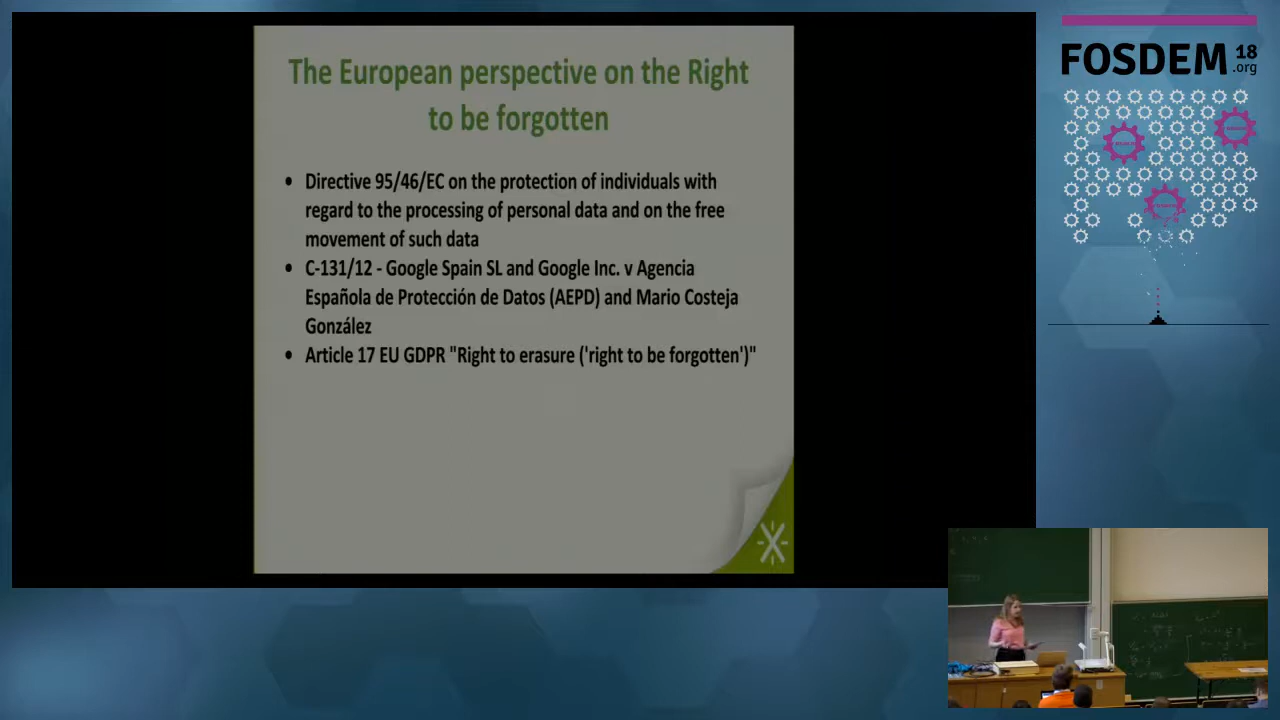 The European perspective on the Right
to be forgotten
• Directive 95/46/EC on the protection of individuals with
regard to the processing of personal data and on the free
movement of such data
• C-131/12 - Google Spain SL and Google Inc. v Agencia
Española de Protección de Datos (AEPD) and Mario Costeja
González
• Article 17 EU GDPR "Right to erasure ('right to be forgotten')"
FOSDEM 18
.org